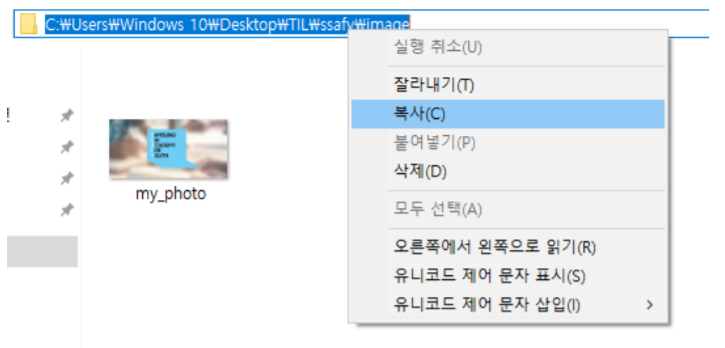 C:₩Users₩Windows 10₩Desktop₩TIL₩ssafy₩image
실행 취소(U)
잘라내기(T)
복사(C)
붙여넣기(P)
삭제(D)
모두 선택(A)
오른쪽에서 왼쪽으로 읽기(R)
유니코드 제어 문자 표시(S)
유니코드 제어 문자 삽입(I)
my_photo